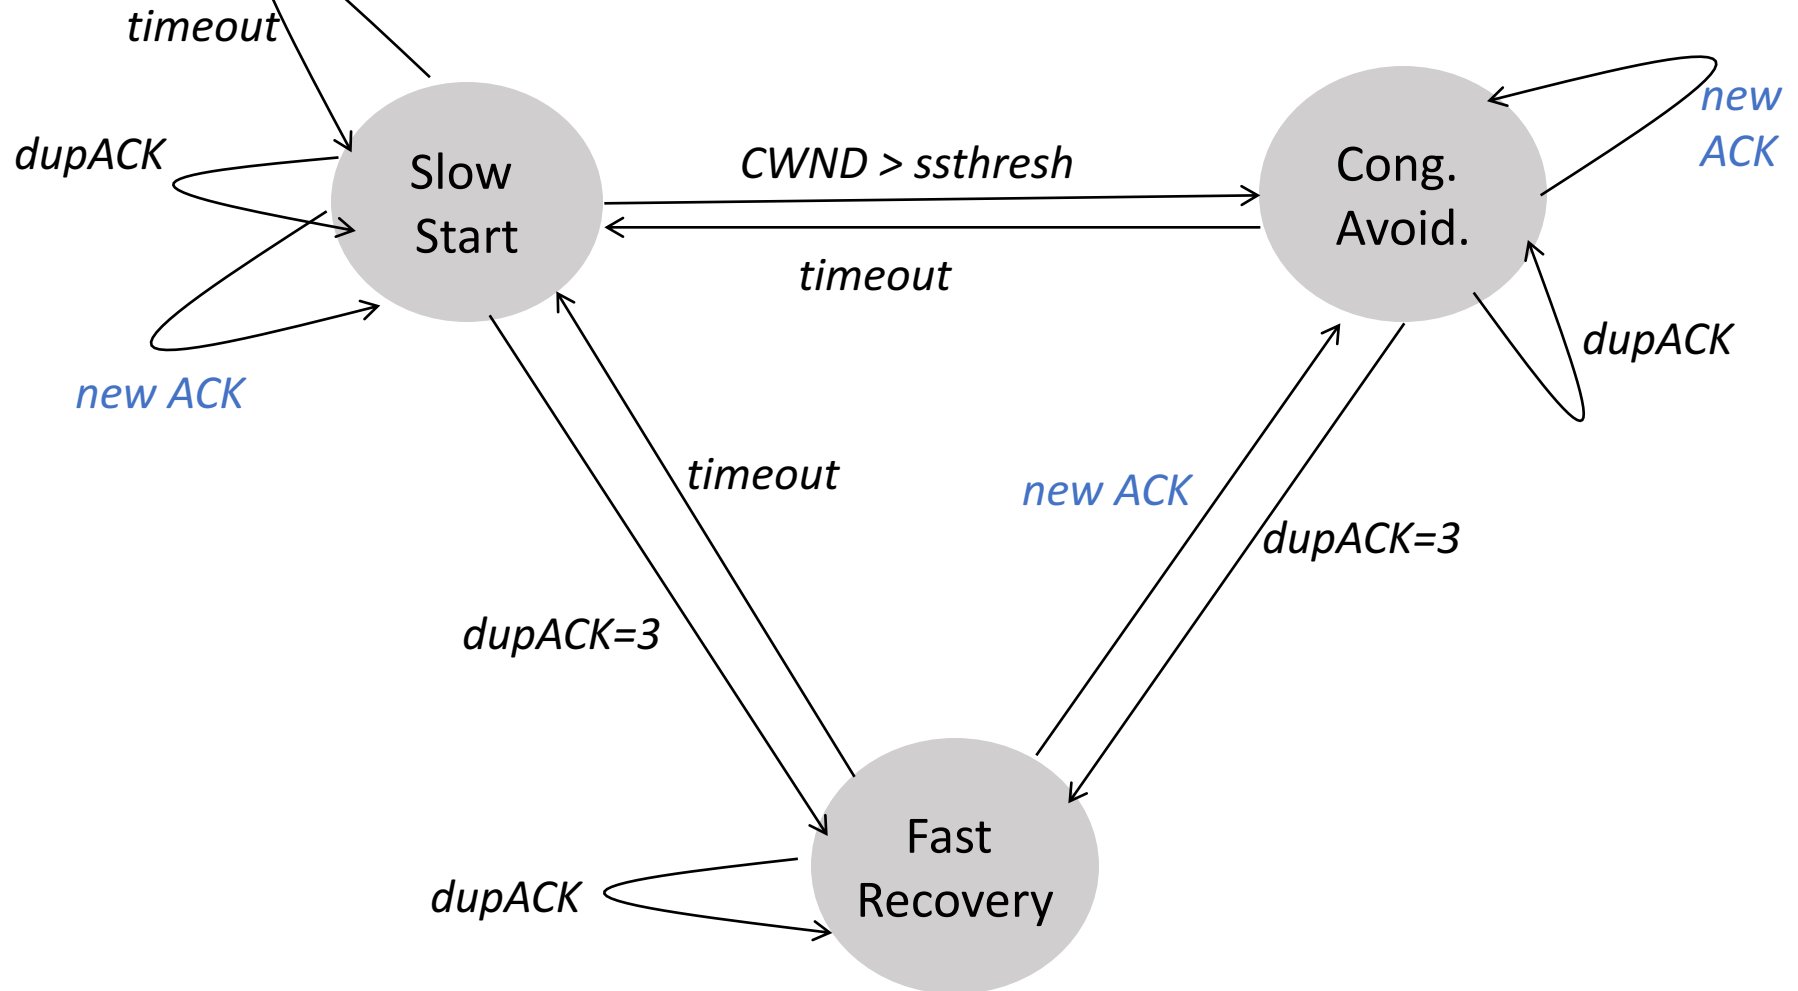 timeout
dupACK
Slow
Start
new ACK
CWND > ssthresh
timeout
Cong.
Avoid.
new
ACK
dupACK
timeout
new ACK
dupACK=3
dupACK=3
Fast
Recovery
dupACK